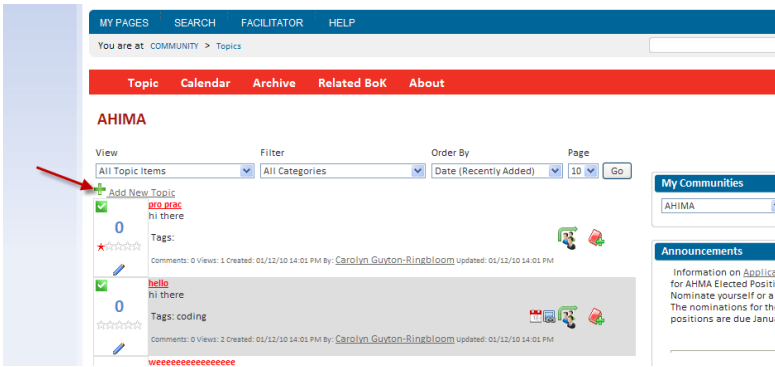 MY PAGES SEARCH FACILITATOR HELP
You are at COMMUNITY > Topics
Topic Calendar Archive Related BoK About
AHIMA
View Filter Order By Page
All Topic Items All Categories Date (Recently Added) 10 Go
Add New Topic
pro prac
hi there
0
Tags:
Comments: 0 Views: 1 Created: 01/12/10 14:01 PM By: Carolyn Guyton-Ringbloom Updated: 01/12/10 14:01 PM
hello
hi there
0
Tags: coding
Comments: 0 Views: 2 Created: 01/12/10 14:01 PM By: Carolyn Guyton-Ringbloom Updated: 01/12/10 14:01 PM
weeeeeeeeeeeeeeee
My Communities
AHIMA
Announcements
Information on
for AHMA Elected
Nominate yourself or a
The nominations for
positions are due